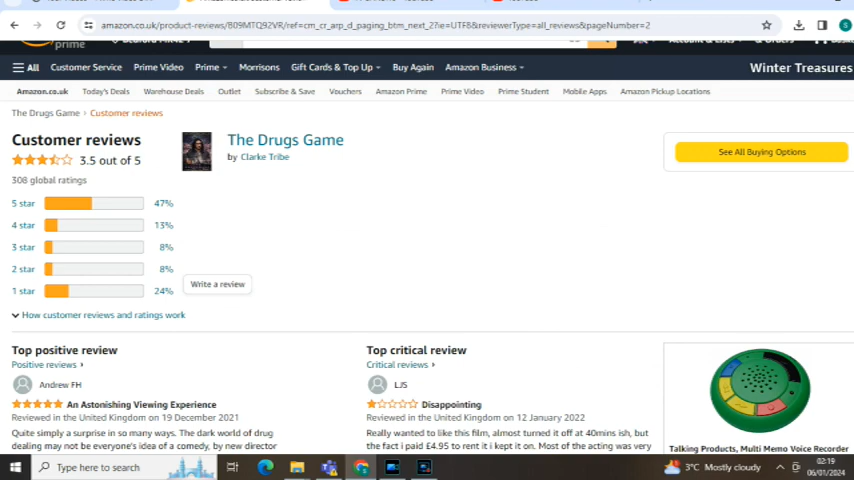 amazon.co.uk/product-reviews/B09MTQ92VR/ref=cm_cr_arp_d_paging_btm_next_2?ie=UTF8&reviewerType=all_reviews&pageNumber=2
prime
All Customer Service Prime Video Prime Morrisons Gift Cards & Top Up Buy Again Amazon Business Winter Treasures
Amazon.co.uk Today's Deals Warehouse Deals Outlet Subscribe & Save Vouchers Amazon Prime Prime Video Prime Student Mobile Apps Amazon Pickup Locations
The Drugs Game › Customer reviews
Customer reviews
3.5 out of 5
308 global ratings
5 star 47%
4 star 13%
3 star 8%
2 star 8%
1 star 24%
The Drugs Game
by Clarke Tribe
See All Buying Options
Write a review
How customer reviews and ratings work
Top positive review
Positive reviews ›
Andrew FH
An Astonishing Viewing Experience
Reviewed in the United Kingdom on 19 December 2021
Quite simply a surprise in so many ways. The dark world of drug
dealing may not be everyone's idea of a comedy, by new director
Top critical review
Critical reviews ›
LJS
Disappointing
Reviewed in the United Kingdom on 12 January 2022
Really wanted to like this film, almost turned it off at 40mins ish, but
the fact i paid £4.95 to rent it i kept it on. Most of the acting was very
Talking Products, Multi Memo Voice Recorder
Type here to search
3°C Mostly cloudy
02:19
06/01/2024